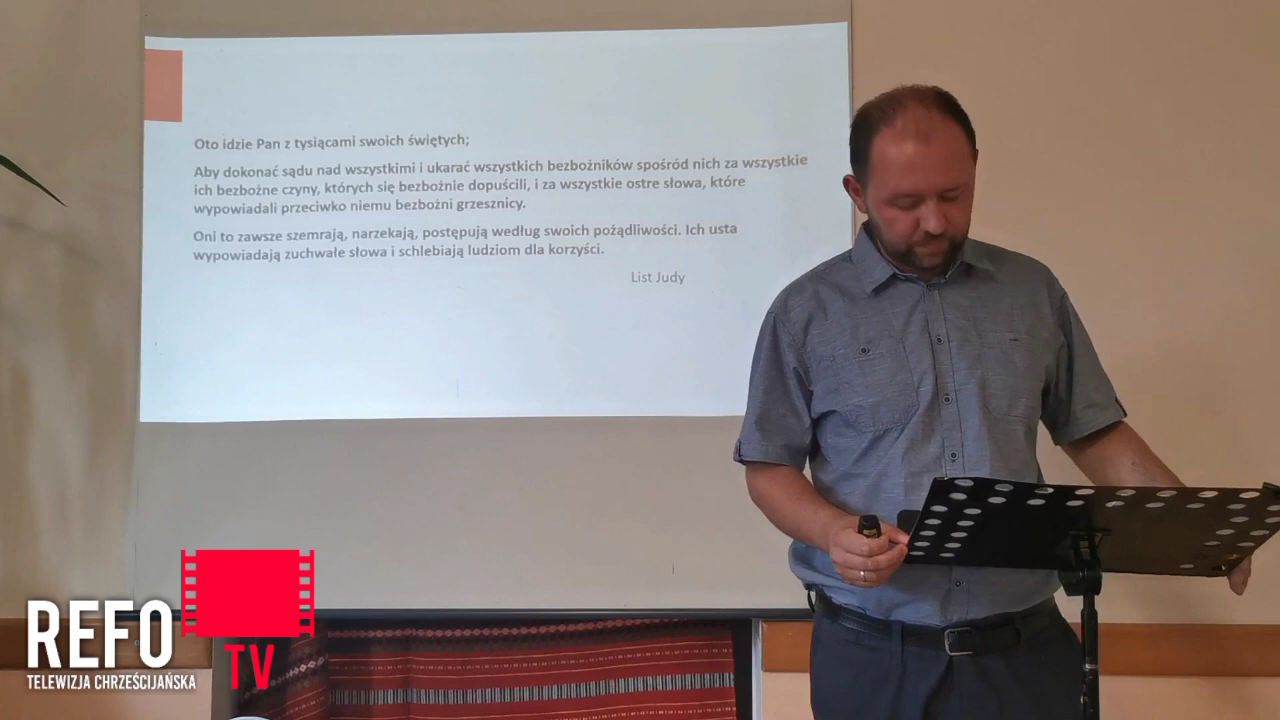 Oto idzie Pan z tysiącami swoich świętych;
Aby dokonać sądu nad wszystkimi i ukarać wszystkich bezbożników spośród nich za wszystkie
ich bezbożne czyny, których się bezbożnie dopuścili, i za wszystkie ostre słowa, które
wypowiadali przeciwko niemu bezbożni grzesznicy.
Oni to zawsze szemrają, narzekają, postępują według swoich pożądliwości. Ich usta
wypowiadają zuchwałe słowa i schlebiają ludziom dla korzyści.
List Judy
REFO
TV
TELEWIZJA CHRZEŚCIJAŃSKA